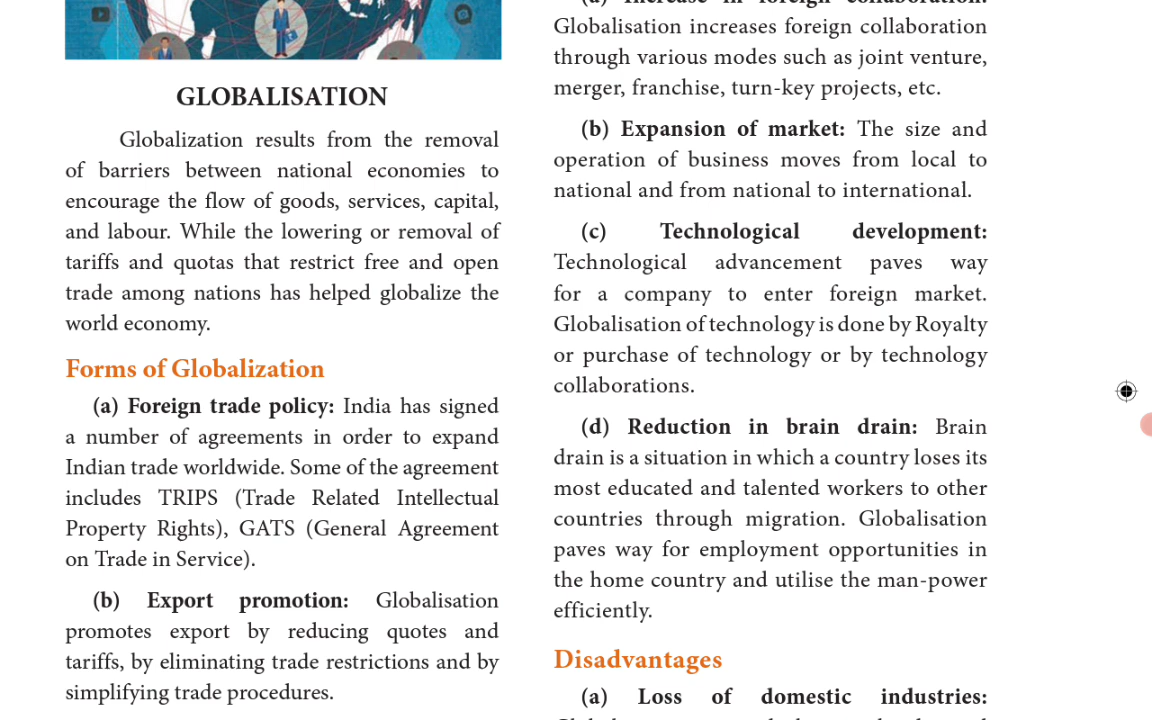 GLOBALISATION
Globalization results from the removal
of barriers between national economies to
encourage the flow of goods, services, capital,
and labour. While the lowering or removal of
tariffs and quotas that restrict free and open
trade among nations has helped globalize the
world economy.
Forms of Globalization
(a) Foreign trade policy: India has signed
a number of agreements in order to expand
Indian trade worldwide. Some of the agreement
includes TRIPS (Trade Related Intellectual
Property Rights), GATS (General Agreement
on Trade in Service).
(b) Export promotion: Globalisation
promotes export by reducing quotes and
tariffs, by eliminating trade restrictions and by
simplifying trade procedures.
(a) Increase in foreign collaboration:
Globalisation increases foreign collaboration
through various modes such as joint venture,
merger, franchise, turn-key projects, etc.
(b) Expansion of market: The size and
operation of business moves from local to
national and from national to international.
(c) Technological development:
Technological advancement paves way
for a company to enter foreign market.
Globalisation of technology is done by Royalty
or purchase of technology or by technology
collaborations.
(d) Reduction in brain drain: Brain
drain is a situation in which a country loses its
most educated and talented workers to other
countries through migration. Globalisation
paves way for employment opportunities in
the home country and utilise the man-power
efficiently.
Disadvantages
(a) Loss of domestic industries: